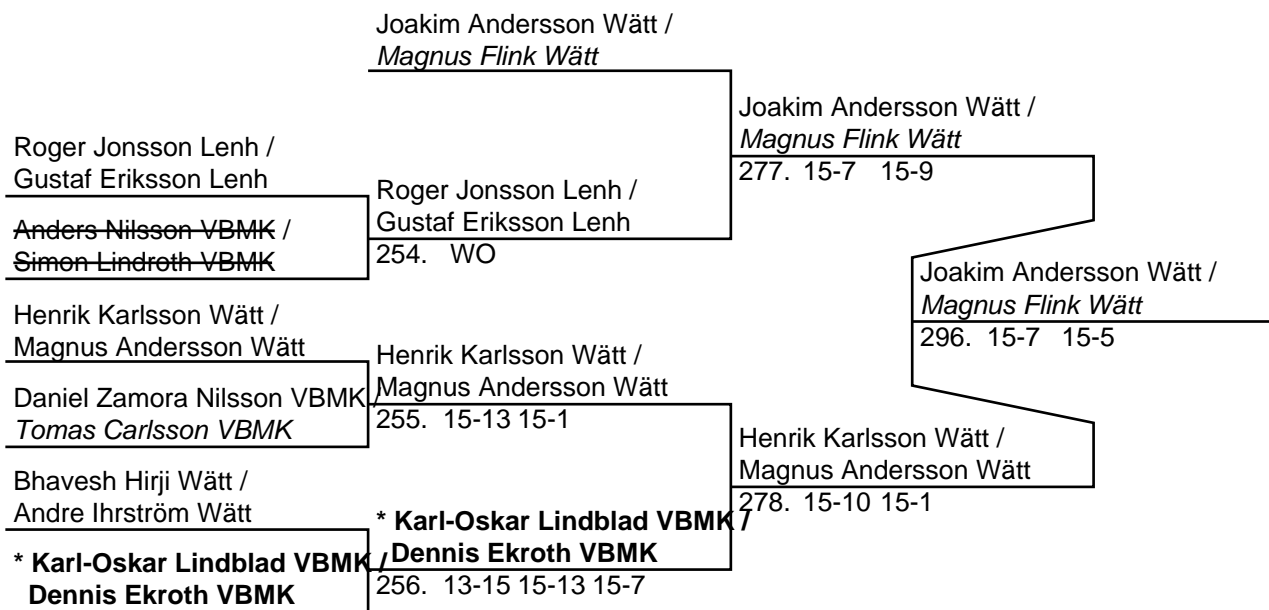 Joakim Andersson Wätt /
Magnus Flink Wätt
Joakim Andersson Wätt /
Magnus Flink Wätt
277. 15-7 15-9
Roger Jonsson Lenh /
Gustaf Eriksson Lenh
Roger Jonsson Lenh /
Gustaf Eriksson Lenh
254. WO
Anders Nilsson VBMK /
Simon Lindroth VBMK
Joakim Andersson Wätt /
Magnus Flink Wätt
296. 15-7 15-5
Henrik Karlsson Wätt /
Magnus Andersson Wätt
Henrik Karlsson Wätt /
Magnus Andersson Wätt
255. 15-13 15-1
Daniel Zamora Nilsson VBMK /
Tomas Carlsson VBMK
Henrik Karlsson Wätt /
Magnus Andersson Wätt
278. 15-10 15-1
Bhavesh Hirji Wätt /
Andre Ihrström Wätt
* Karl-Oskar Lindblad VBMK /
Dennis Ekroth VBMK
256. 13-15 15-13 15-7
* Karl-Oskar Lindblad VBMK /
Dennis Ekroth VBMK